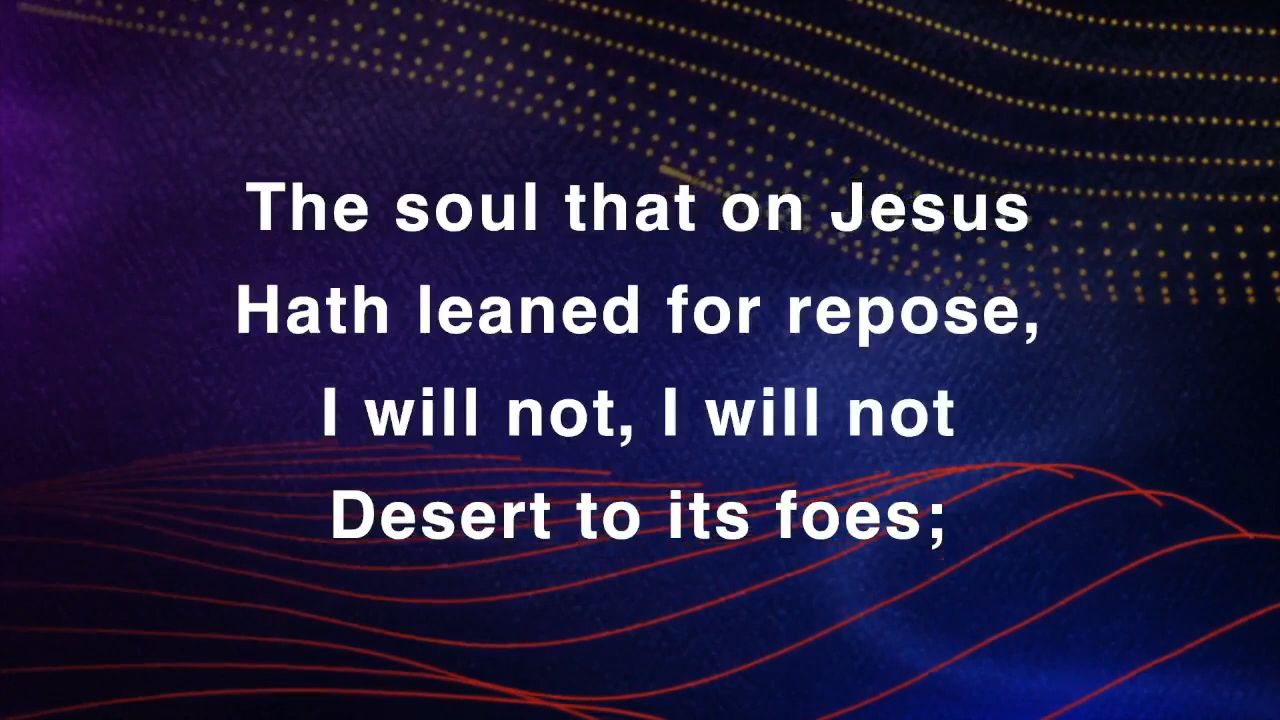 The soul that on Jesus
Hath leaned for repose,
I will not, I will not
Desert to its foes;